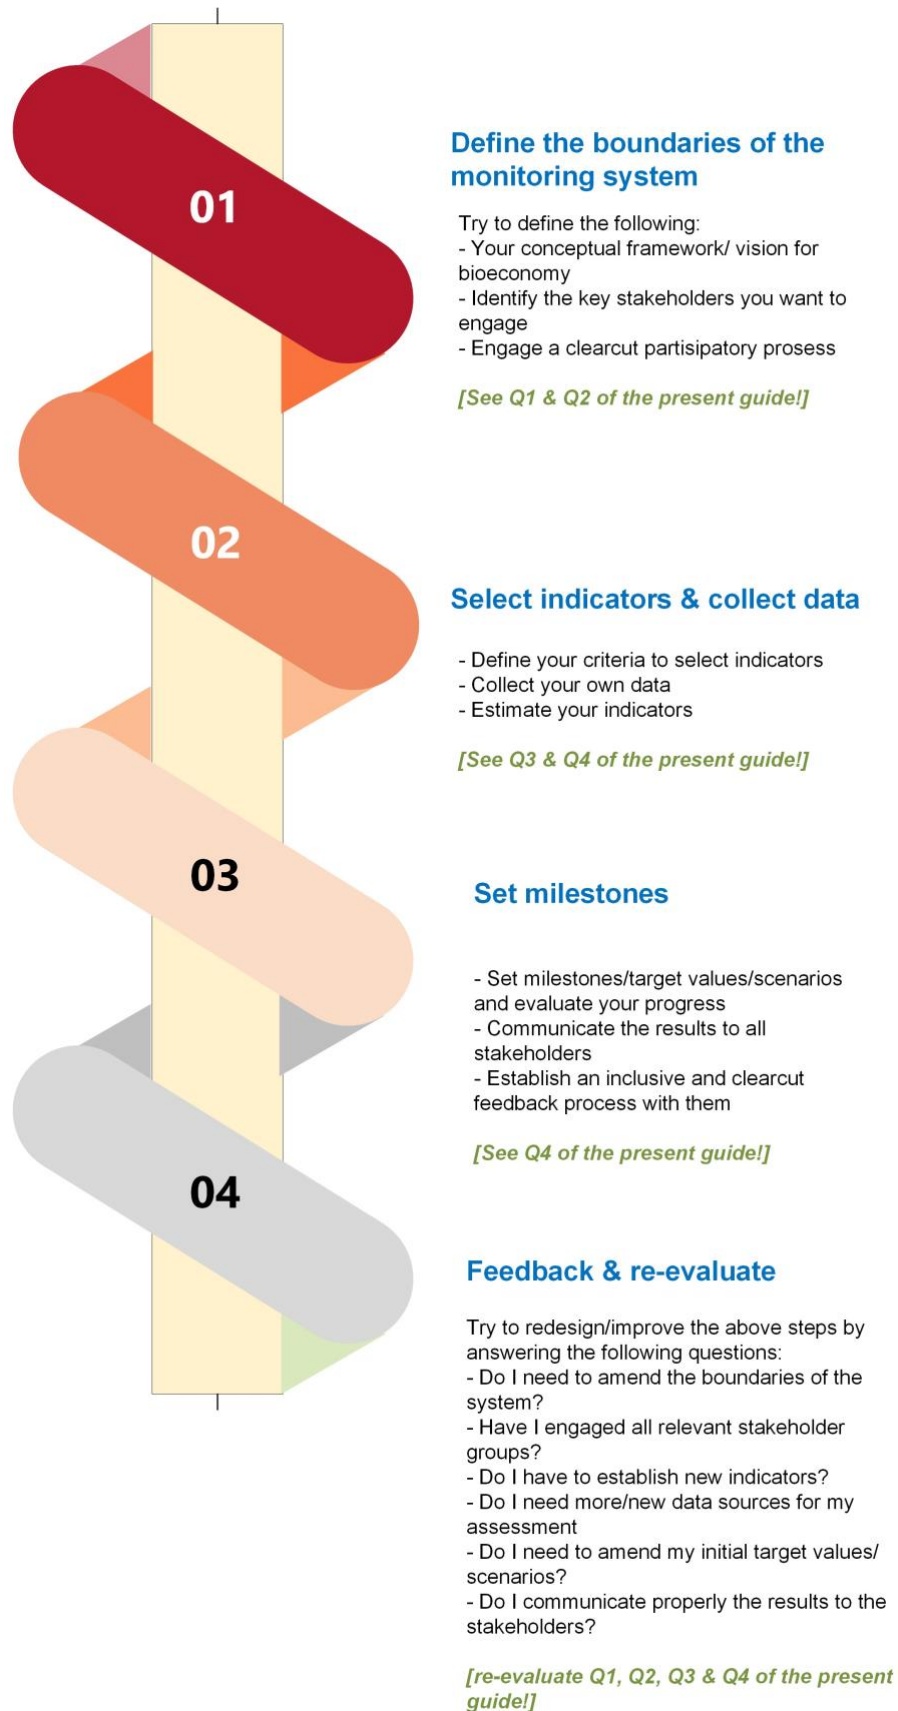 01
Define the boundaries of the
monitoring system
Try to define the following:
- Your conceptual framework/ vision for
bioeconomy
- Identify the key stakeholders you want to
engage
- Engage a clearcut partisipatory prosess
[See Q1 & Q2 of the present guide!]
02
Select indicators & collect data
- Define your criteria to select indicators
- Collect your own data
- Estimate your indicators
[See Q3 & Q4 of the present guide!]
03
Set milestones
- Set milestones/target values/scenarios
and evaluate your progress
- Communicate the results to all
stakeholders
- Establish an inclusive and clearcut
feedback process with them
[See Q4 of the present guide!]
04
Feedback & re-evaluate
Try to redesign/improve the above steps by
answering the following questions:
- Do I need to amend the boundaries of the
system?
- Have I engaged all relevant stakeholder
groups?
- Do I have to establish new indicators?
- Do I need more/new data sources for my
assessment
- Do I need to amend my initial target values/
scenarios?
- Do I communicate properly the results to the
stakeholders?
[re-evaluate Q1, Q2, Q3 & Q4 of the present
guide!]